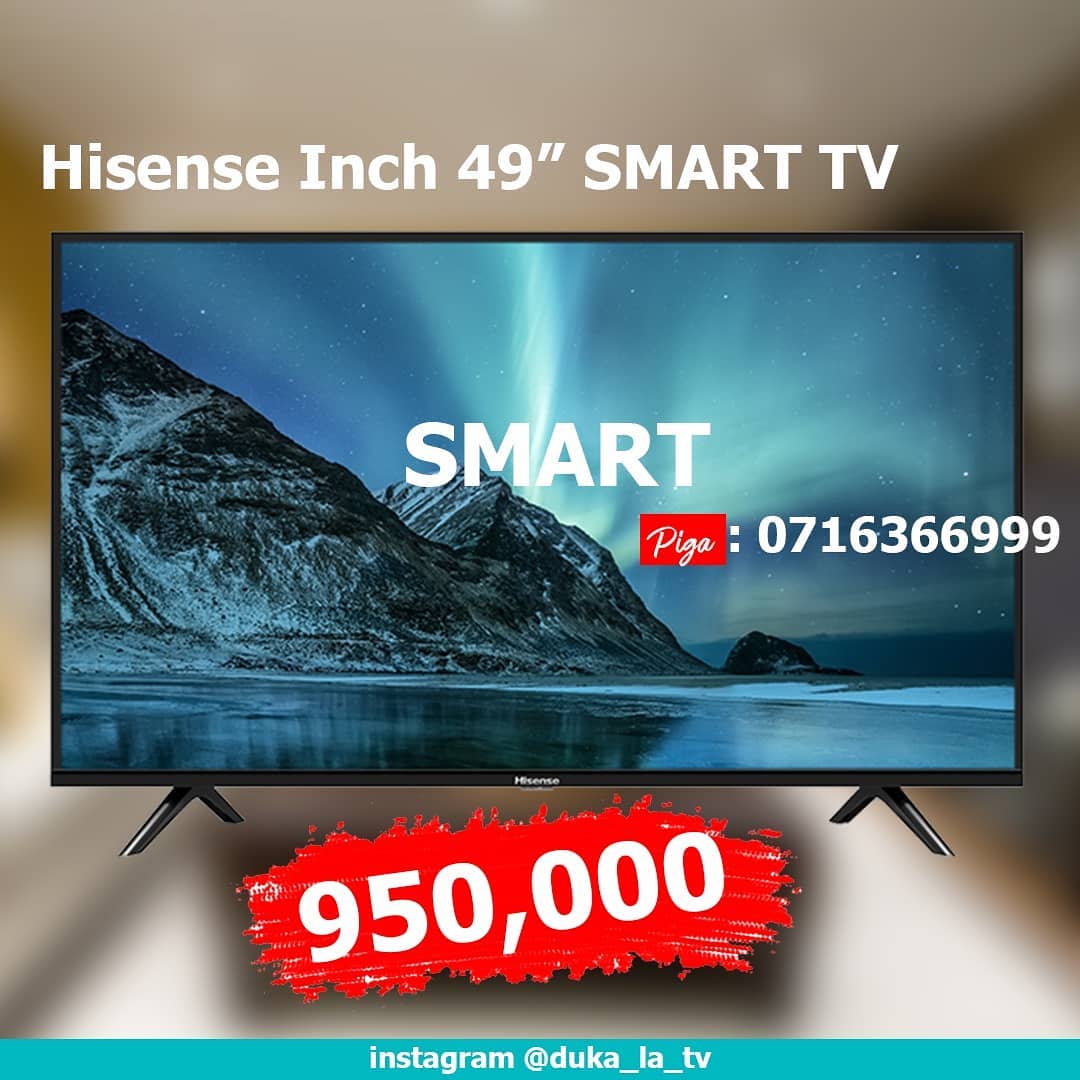 Hisense Inch 49” SMART TV
SMART
Piga : 0716366999
Hisense
950,000
instagram @duka_la_tv